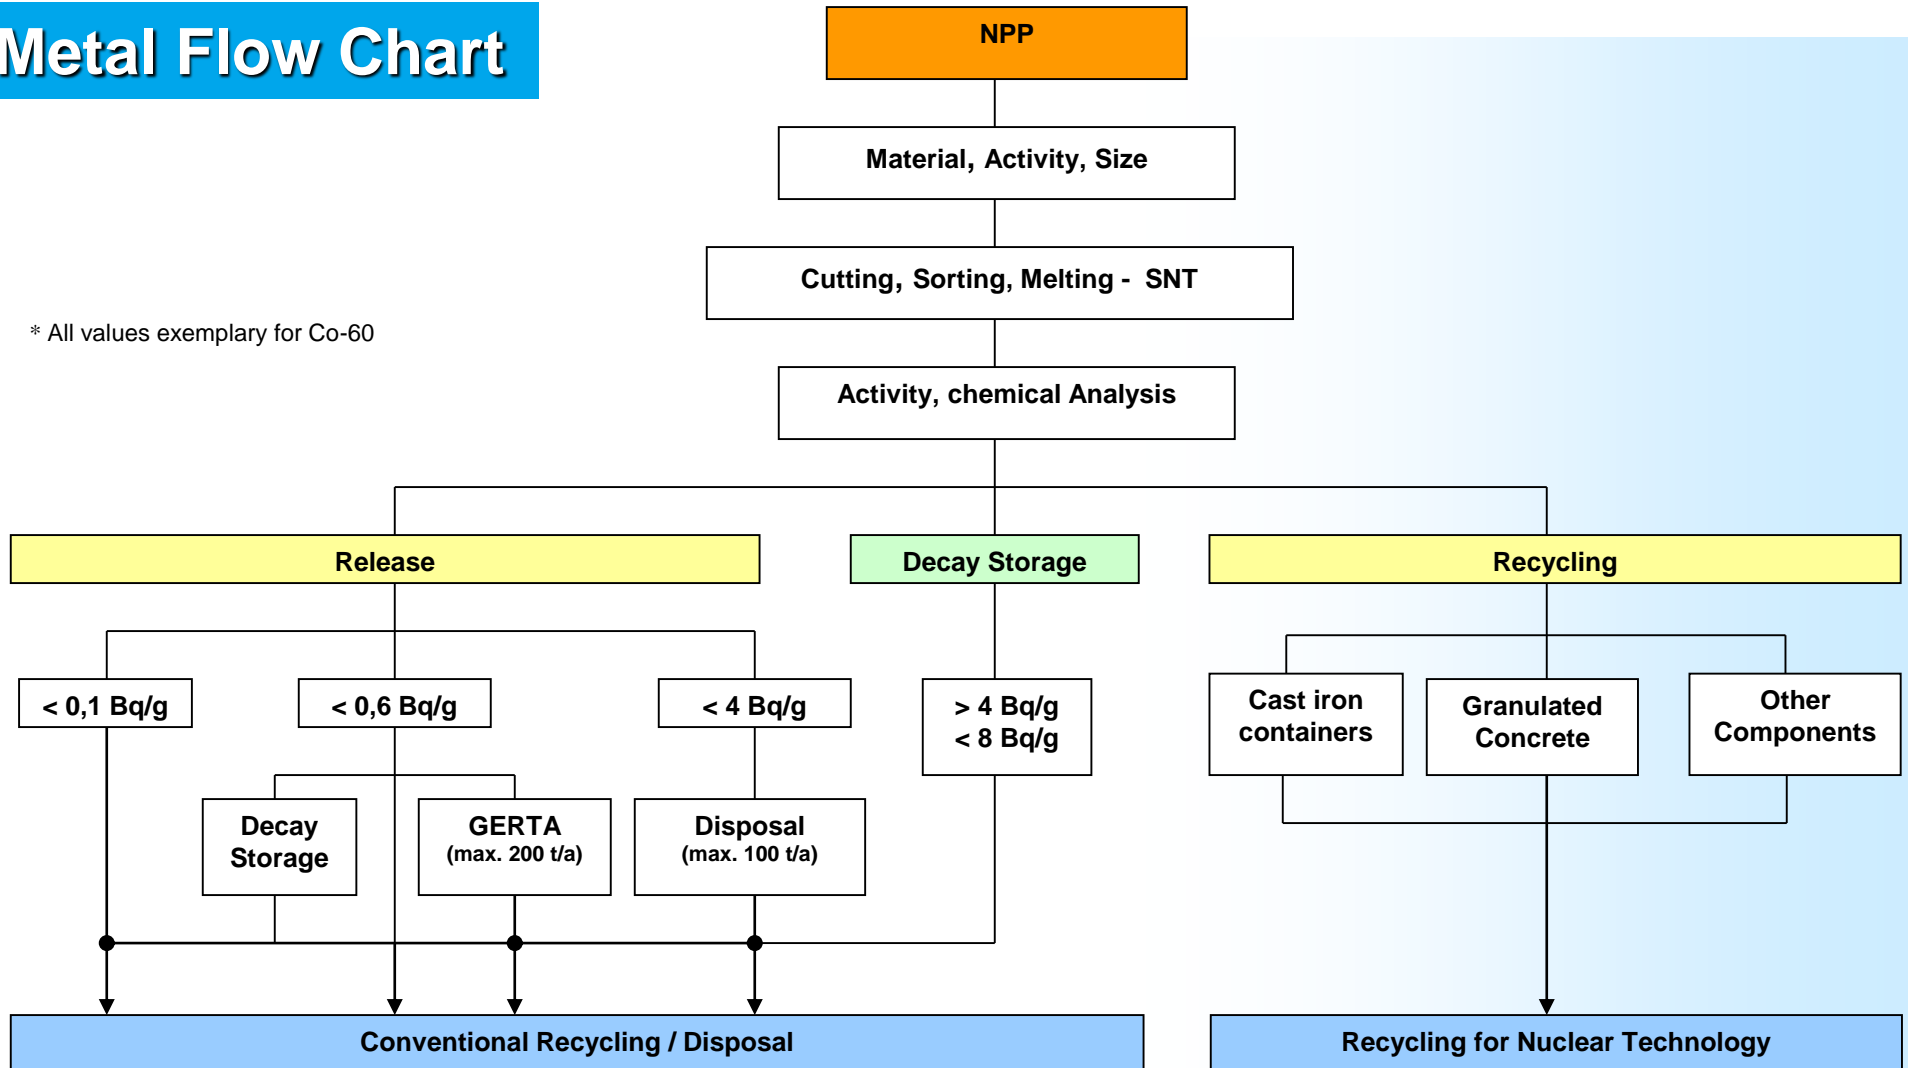 Metal Flow Chart
NPP
Material, Activity, Size
Cutting, Sorting, Melting - SNT
* All values exemplary for Co-60
Activity, chemical Analysis
Release
Decay Storage
Recycling
< 0,1 Bq/g
< 0,6 Bq/g
< 4 Bq/g
> 4 Bq/g
< 8 Bq/g
Cast iron
containers
Granulated
Concrete
Other
Components
Decay
Storage
GERTA
(max. 200 t/a)
Disposal
(max. 100 t/a)
Conventional Recycling / Disposal
Recycling for Nuclear Technology